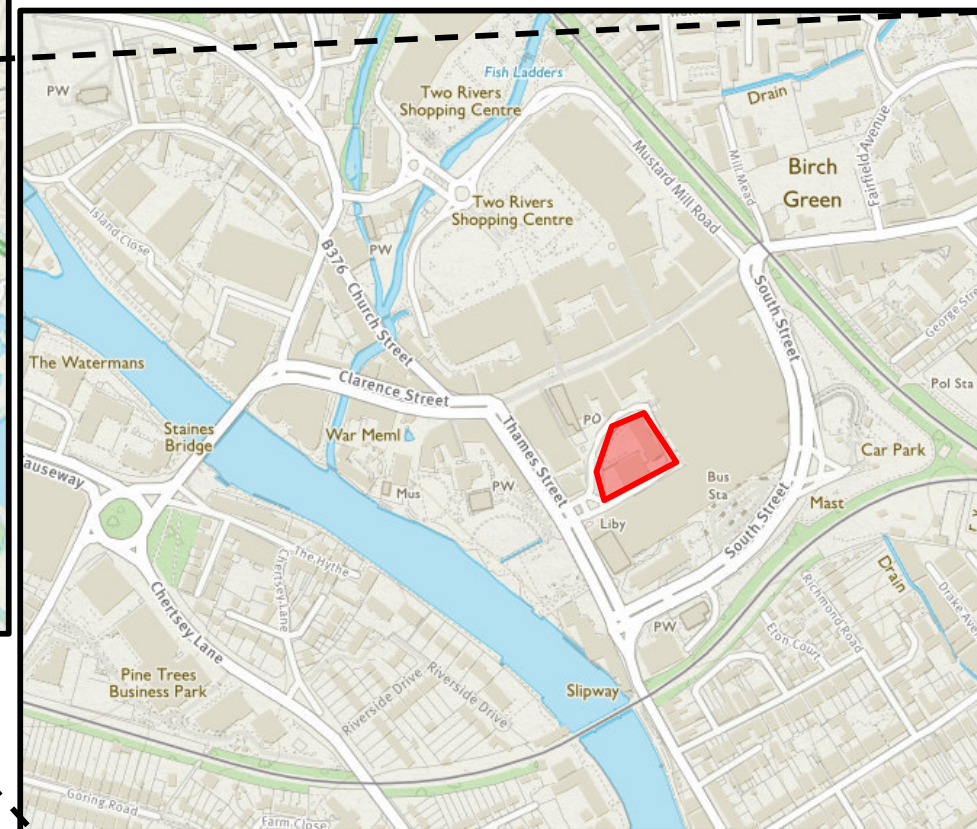 PW
Fish Ladders
Two Rivers
Shopping Centre
Drain
Mill Mead
Fairfield Avenue
Birch
Green
Mustard Mill Road
Two Rivers
Shopping Centre
Island Close
PW
B376
Church Street
South Street
George Stre
The Watermans
Clarence Street
Pol Sta
Staines
Bridge
War Meml
Thames Street
PO
Car Park
auseway
Mus
PW
Bus
Sta
Mast
Liby
South Street
The Hythe
Chertsey Lane
Drain
Chertsey Lane
Richmond Road
Drake Ave
Eton Court
PW
Pine Trees
Business Park
Riverside Drive
Riverside Drive
Slipway
Goring Road
Farm Close